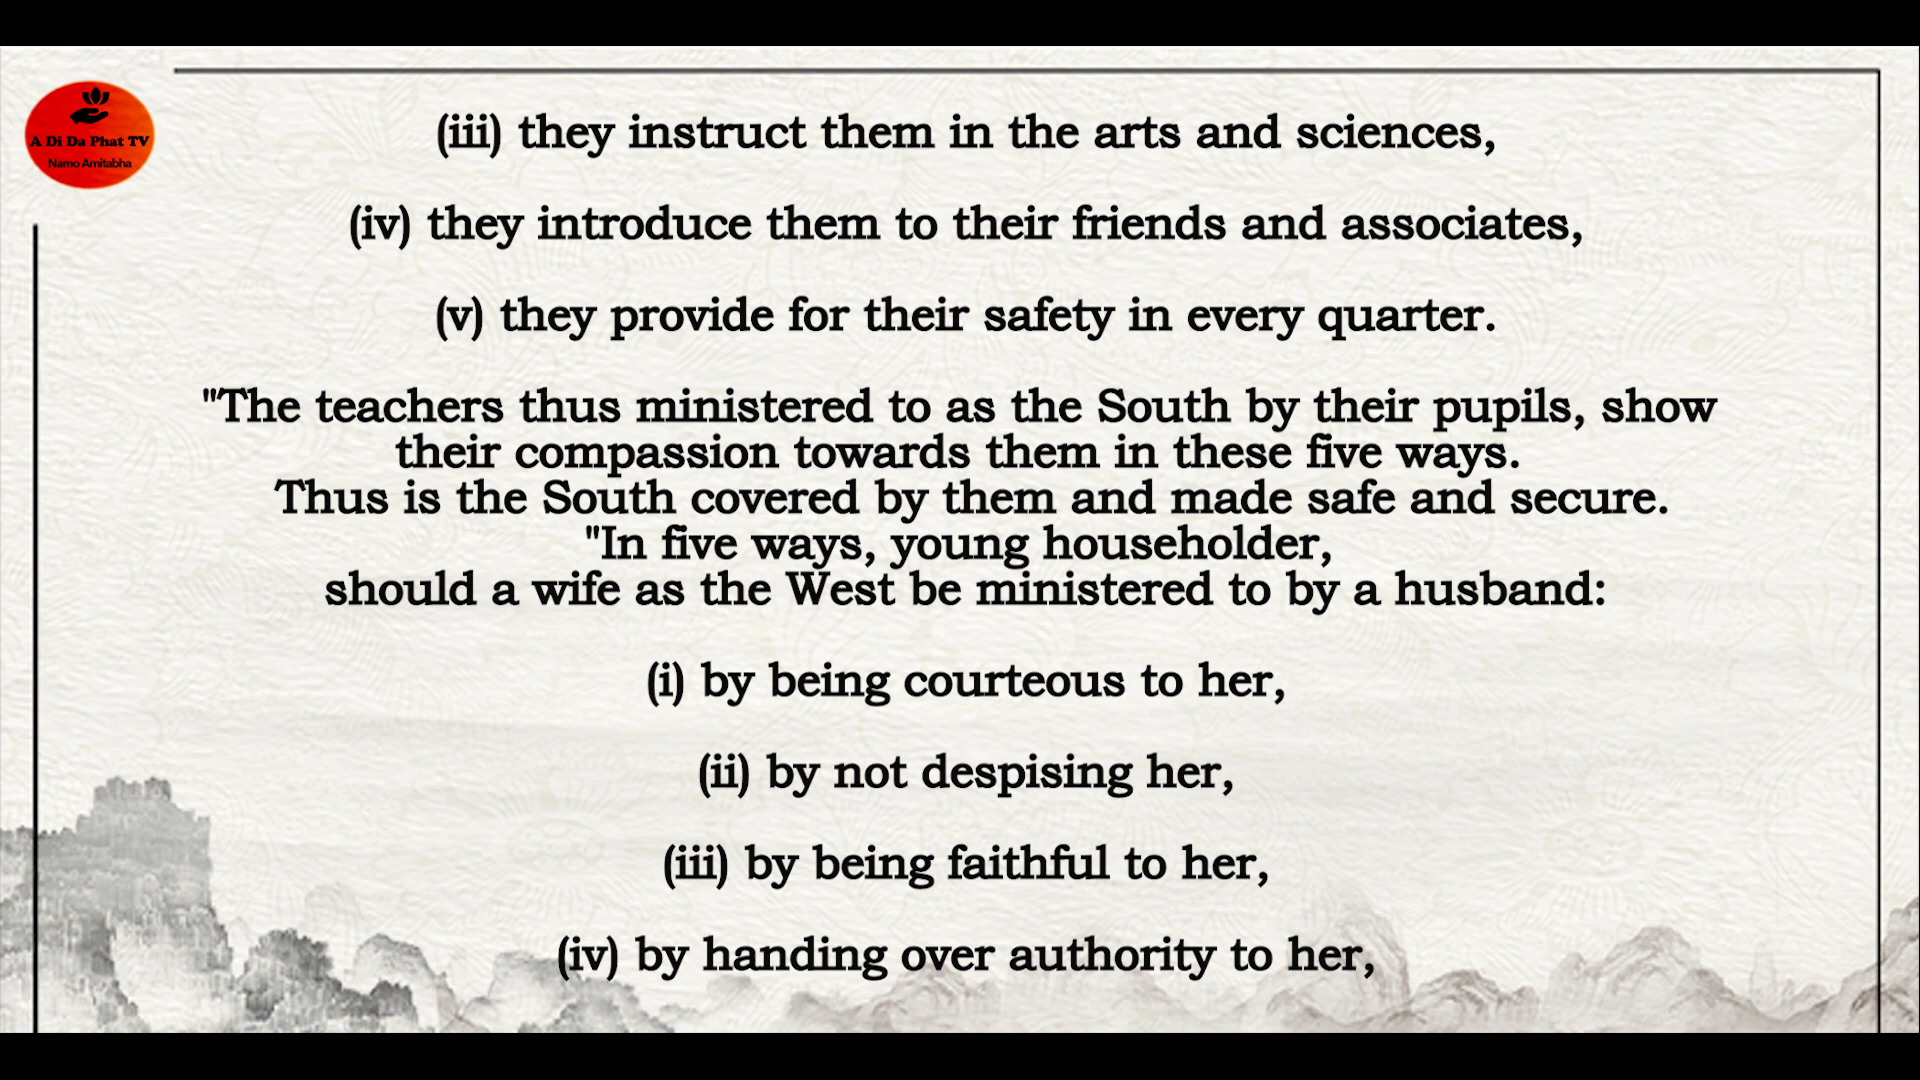 A Di Da Phat TV
Namo Amitabha
(iii) they instruct them in the arts and sciences,
(iv) they introduce them to their friends and associates,
(v) they provide for their safety in every quarter.
"The teachers thus ministered to as the South by their pupils, show
their compassion towards them in these five ways.
Thus is the South covered by them and made safe and secure.
"In five ways, young householder,
should a wife as the West be ministered to by a husband:
(i) by being courteous to her,
(ii) by not despising her,
(iii) by being faithful to her,
(iv) by handing over authority to her,